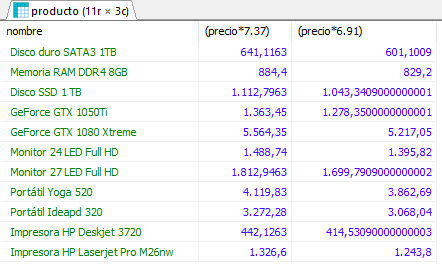 producto (11r × 3c)
nombre (precio*7.37) (precio*6.91)
Disco duro SATA3 1TB 641,1163 601,1009
Memoria RAM DDR4 8GB 884,4 829,2
Disco SSD 1 TB 1.112,7963 1.043,3409000000001
GeForce GTX 1050Ti 1.363,45 1.278,3500000000001
GeForce GTX 1080 Xtreme 5.564,35 5.217,05
Monitor 24 LED Full HD 1.488,74 1.395,82
Monitor 27 LED Full HD 1.812,9463 1.699,7909000000002
Portátil Yoga 520 4.119,83 3.862,69
Portátil Ideapd 320 3.272,28 3.068,04
Impresora HP Deskjet 3720 442,1263 414,53090000000003
Impresora HP Laserjet Pro M26nw 1.326,6 1.243,8